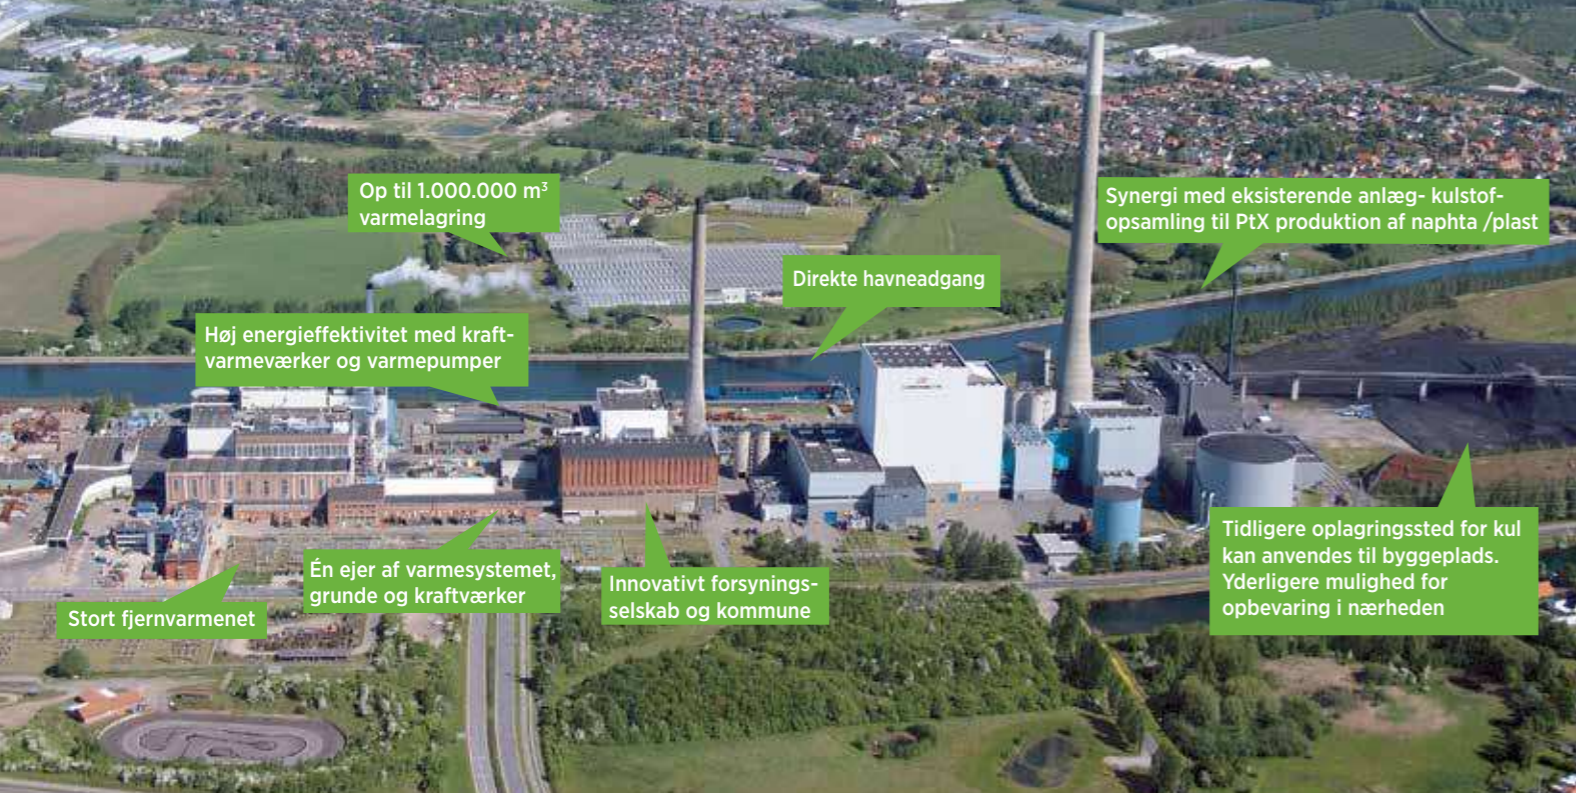 Op til 1.000.000 m³
varmelagring
Synergi med eksisterende anlæg- kulstof-
opsamling til PtX produktion af naphta /plast
Direkte havneadgang
Høj energieffektivitet med kraft-
varmeværker og varmepumper
Tidligere oplagringssted for kul
kan anvendes til byggeplads.
Yderligere mulighed for
opbevaring i nærheden
Én ejer af varmesystemet,
grunde og kraftværker
Innovativt forsynings-
selskab og kommune
Stort fjernvarmenet